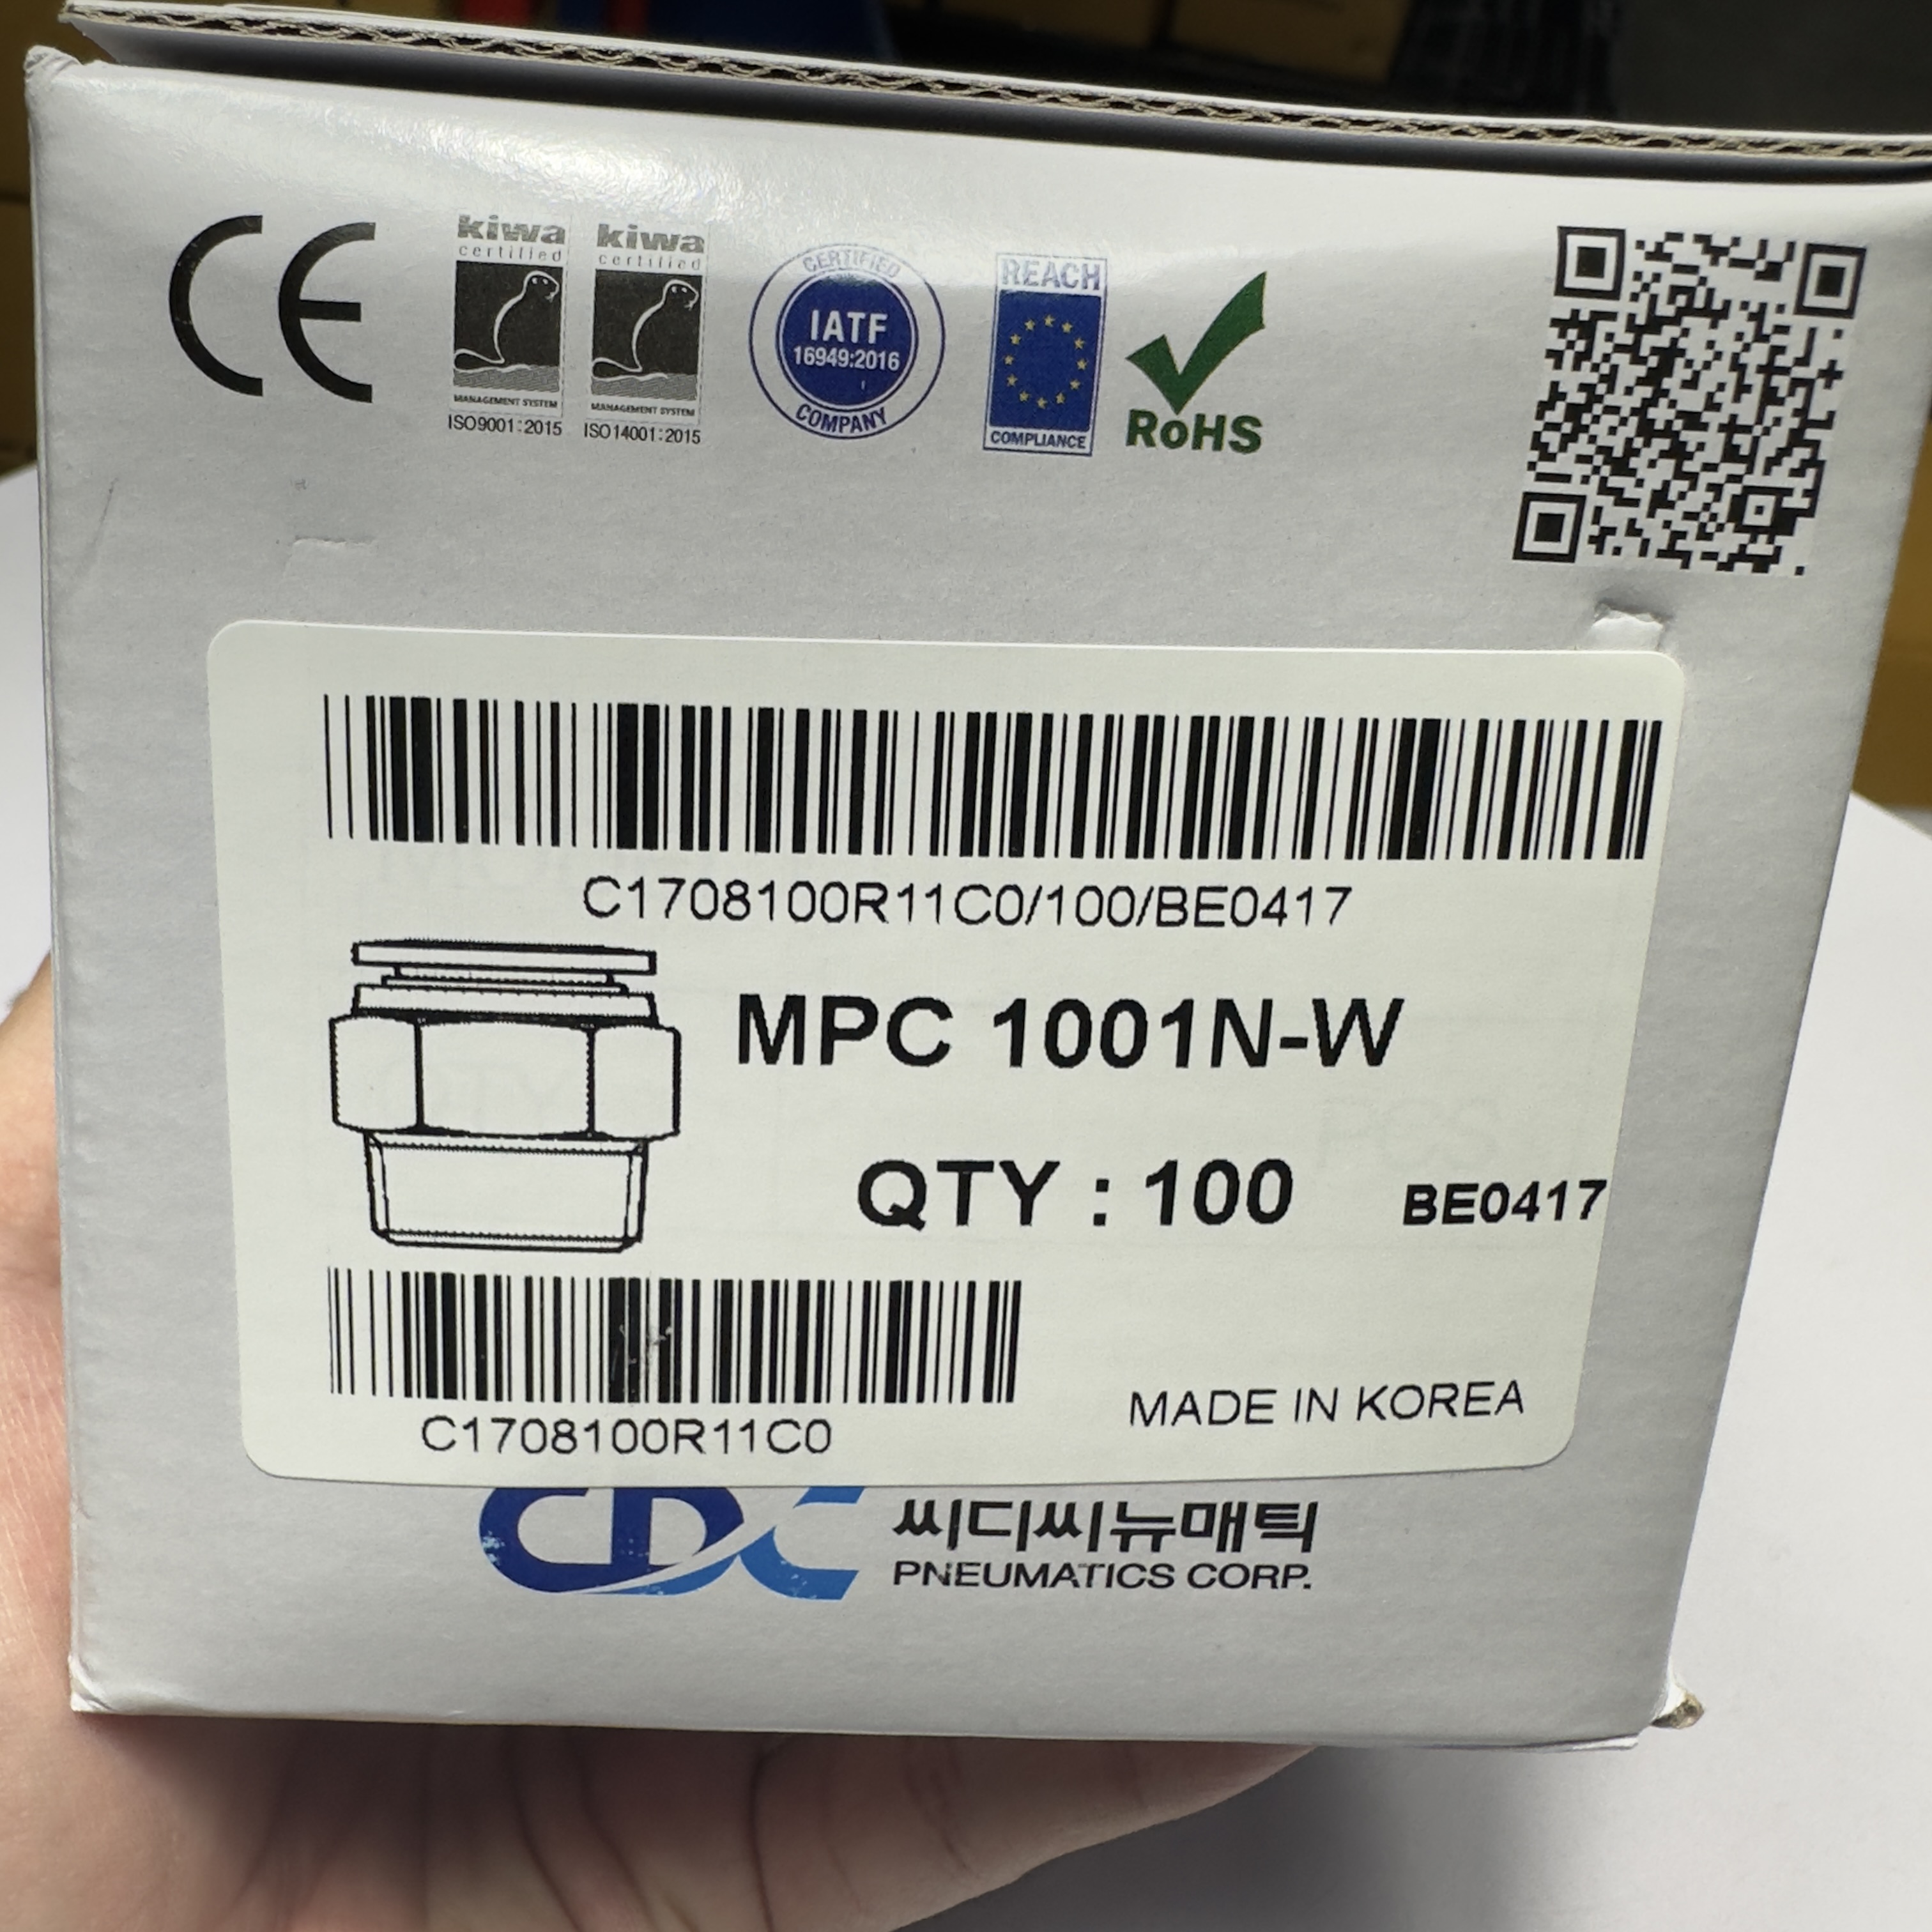 CE
kiwa
certified
MANAGEMENT SYSTEM
ISO9001:2015
kiwa
certified
MANAGEMENT SYSTEM
ISO14001:2015
CERTIFIED
IATF
16949:2016
COMPANY
REACH
COMPLIANCE
RoHS
C1708100R11C0/100/BE0417
MPC 1001N-W
QTY : 100
BE0417
C1708100R11C0
MADE IN KOREA
CDC
씨디씨뉴매틱
PNEUMATICS CORP.